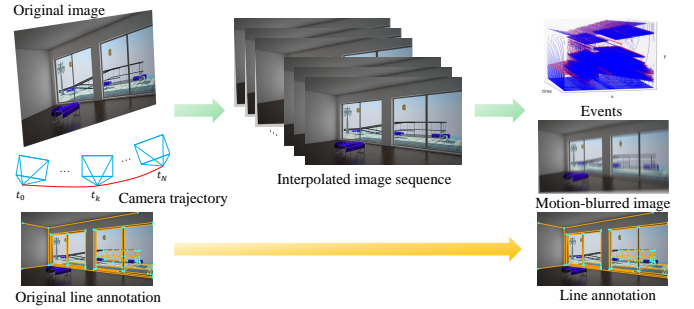 Original image
... ...
t0 tk tN
Camera trajectory
Original line annotation
Interpolated image sequence
time
x
y
Events
Motion-blurred image
Line annotation